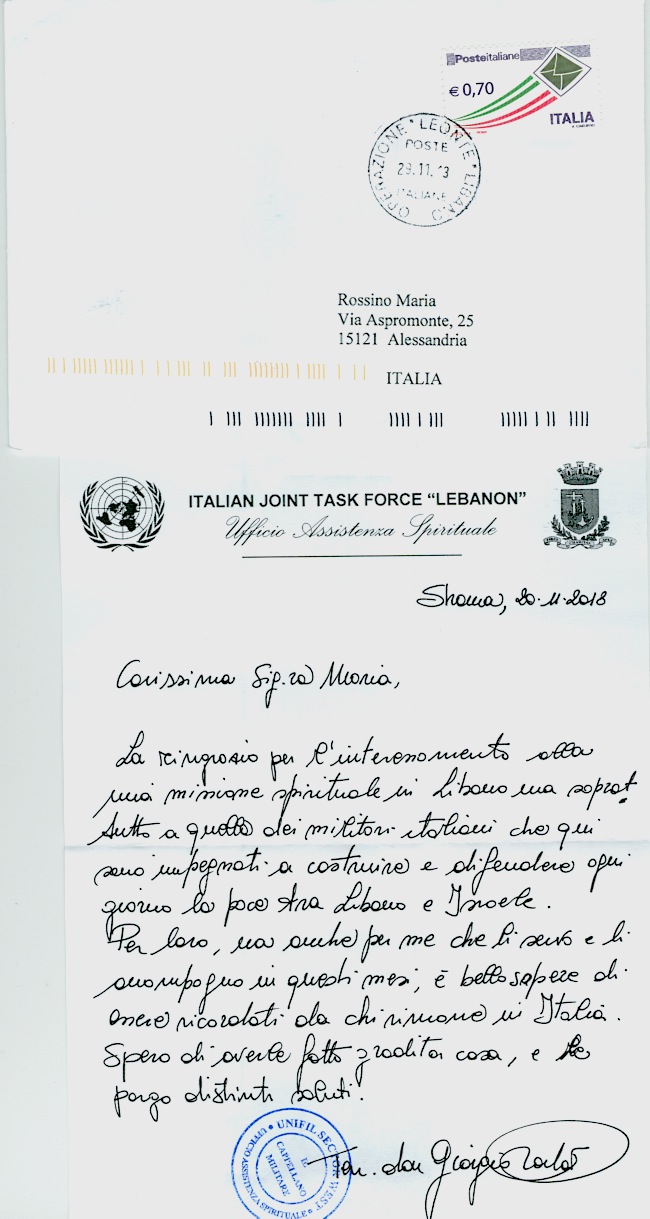 Posteitaliane
€ 0,70
ITALIA
OPERAZIONE * LEONTE * LIBANO
POSTE
29.11.
ITALIANE
Rossino Maria
Via Aspromonte, 25
15121 Alessandria
ITALIA
ITALIAN JOINT TASK FORCE “LEBANON”
Ufficio Assistenza Spirituale
Shama, 20.11.2018
Carissima Sig.ra Maria,
La ringrazio per l'interessamento alla
mia missione spirituale in Libano ma soprat-
tutto a quella dei militari italiani che qui
sono impegnati a costruire e difendere ogni
giorno la pace tra Libano e Israele.
Per loro, ma anche per me che li servo e li
accompagno in questi mesi, è bello sapere di
essere ricordati da chi rimane in Italia.
Spero di averle fatto gradita cosa, e le
porgo distinti saluti.
UNIFIL SECTOR WEST
UFFICIO ASSISTENZA SPIRITUALE
IL
CAPPELLANO
MILITARE
Ten. don Giorgio